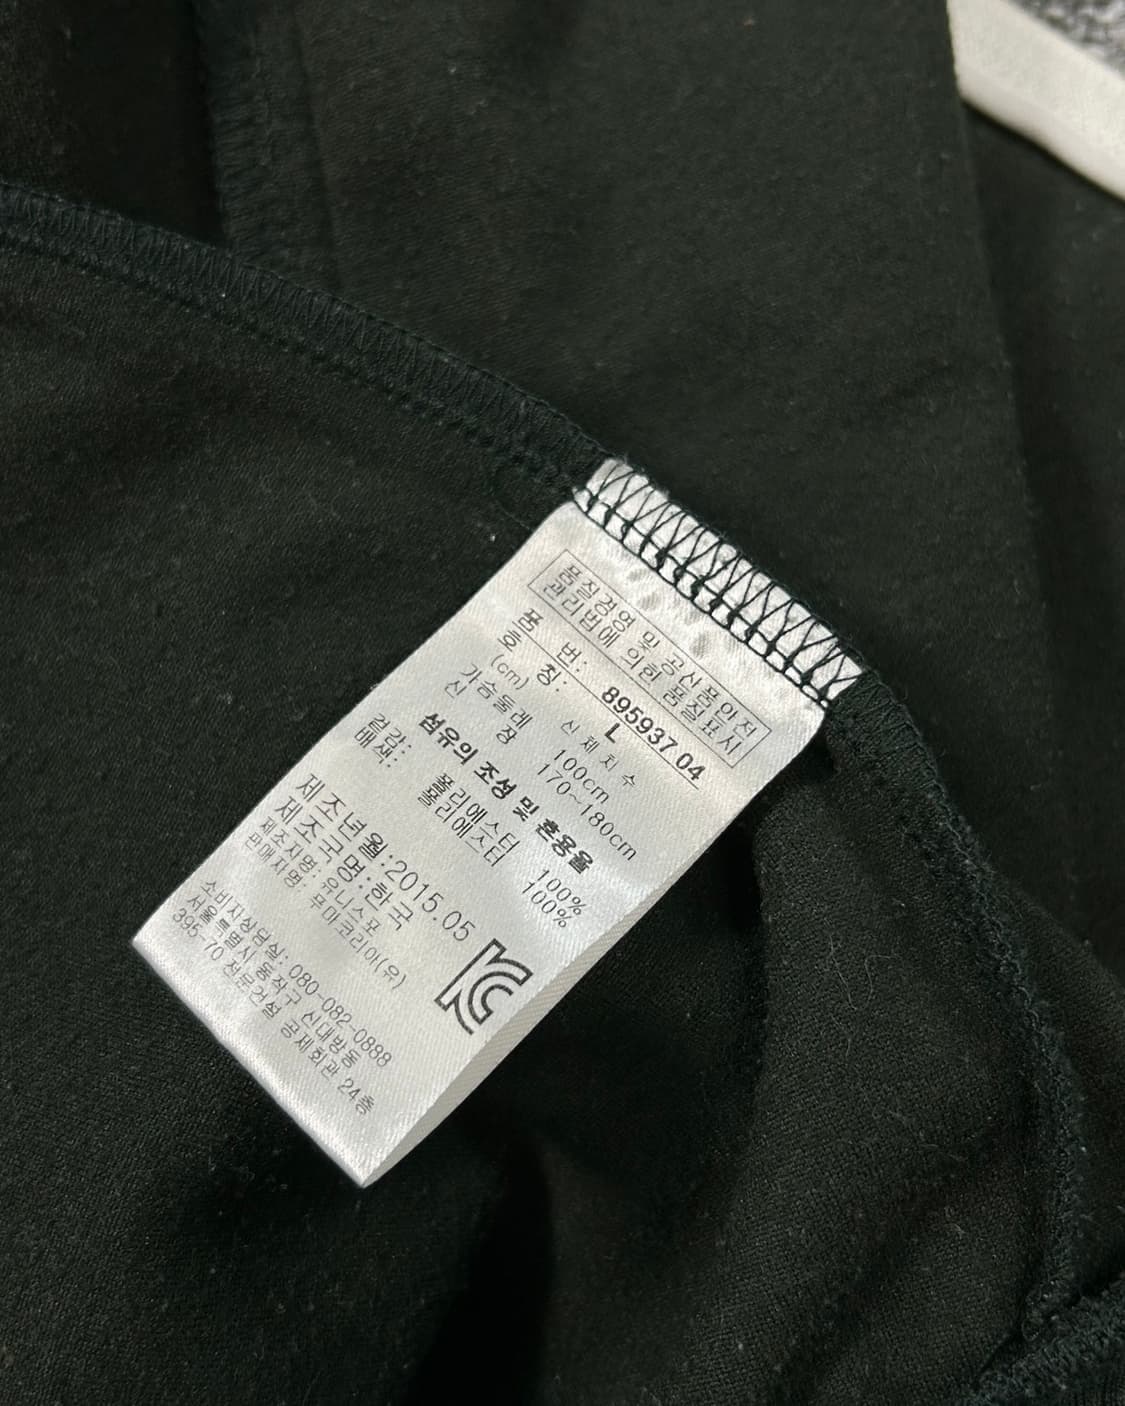 품질경영 및 공산품안전
관리법에 의한 품질표시
품 번: 895937 04
호 칭: L
(cm) 신체치수
가슴둘레 100cm
신 장 170~180cm
섬유의 조성 및 혼용율
겉감: 폴리에스터 100%
배색: 폴리에스터 100%
제조년월:2015.05
제조국명:한국
제조자명: 유니스포
판매자명: 푸마코리아(유)
소비자상담실: 080-082-0888
서울특별시 동작구 신대방동
395-70 전문건설 공제회관 24층
KC